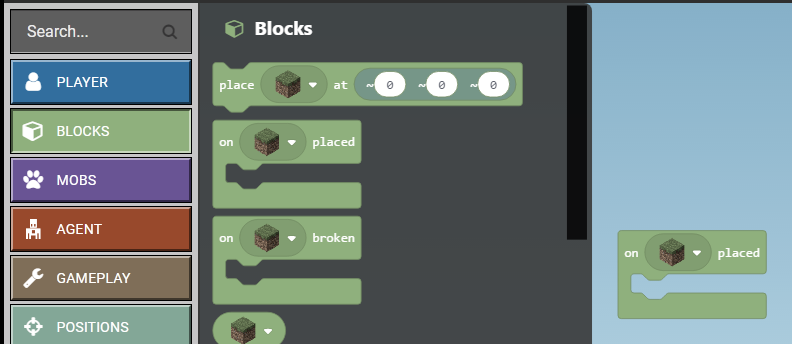 Search...
PLAYER
BLOCKS
MOBS
AGENT
GAMEPLAY
POSITIONS
Blocks
place at ~0 ~0 ~0
on placed
on broken
on placed